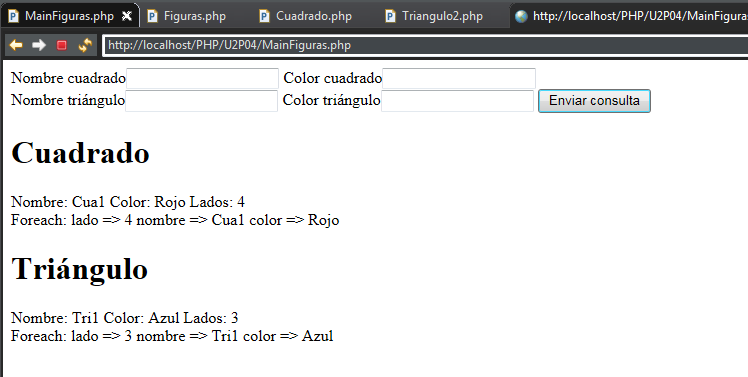 MainFiguras.php Figuras.php Cuadrado.php Triangulo2.php http://localhost/PHP/U2P04/MainFiguras
http://localhost/PHP/U2P04/MainFiguras.php
Nombre cuadrado Color cuadrado
Nombre triángulo Color triángulo Enviar consulta
Cuadrado
Nombre: Cua1 Color: Rojo Lados: 4
Foreach: lado => 4 nombre => Cua1 color => Rojo
Triángulo
Nombre: Tri1 Color: Azul Lados: 3
Foreach: lado => 3 nombre => Tri1 color => Azul